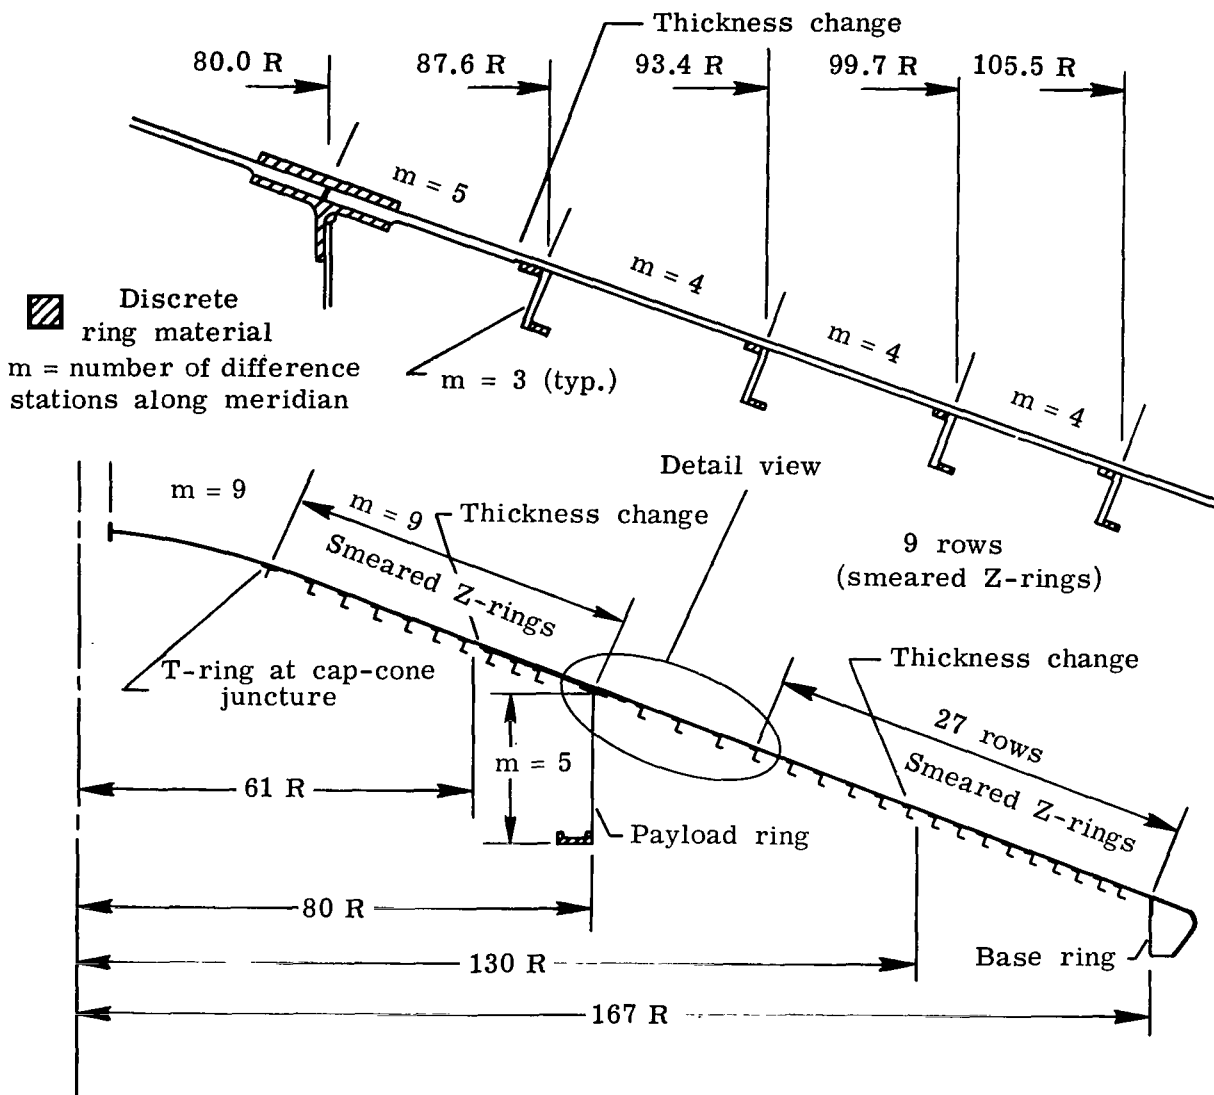 Thickness change
80.0 R
87.6 R
93.4 R
99.7 R
105.5 R
m = 5
m = 4
m = 4
m = 4
Discrete
ring material
m = number of difference
stations along meridian
m = 3 (typ.)
Detail view
m = 9
m = 9
Thickness change
Smeared Z-rings
9 rows
(smeared Z-rings)
T-ring at cap-cone
juncture
Thickness change
27 rows
Smeared Z-rings
m = 5
61 R
Payload ring
80 R
Base ring
130 R
167 R